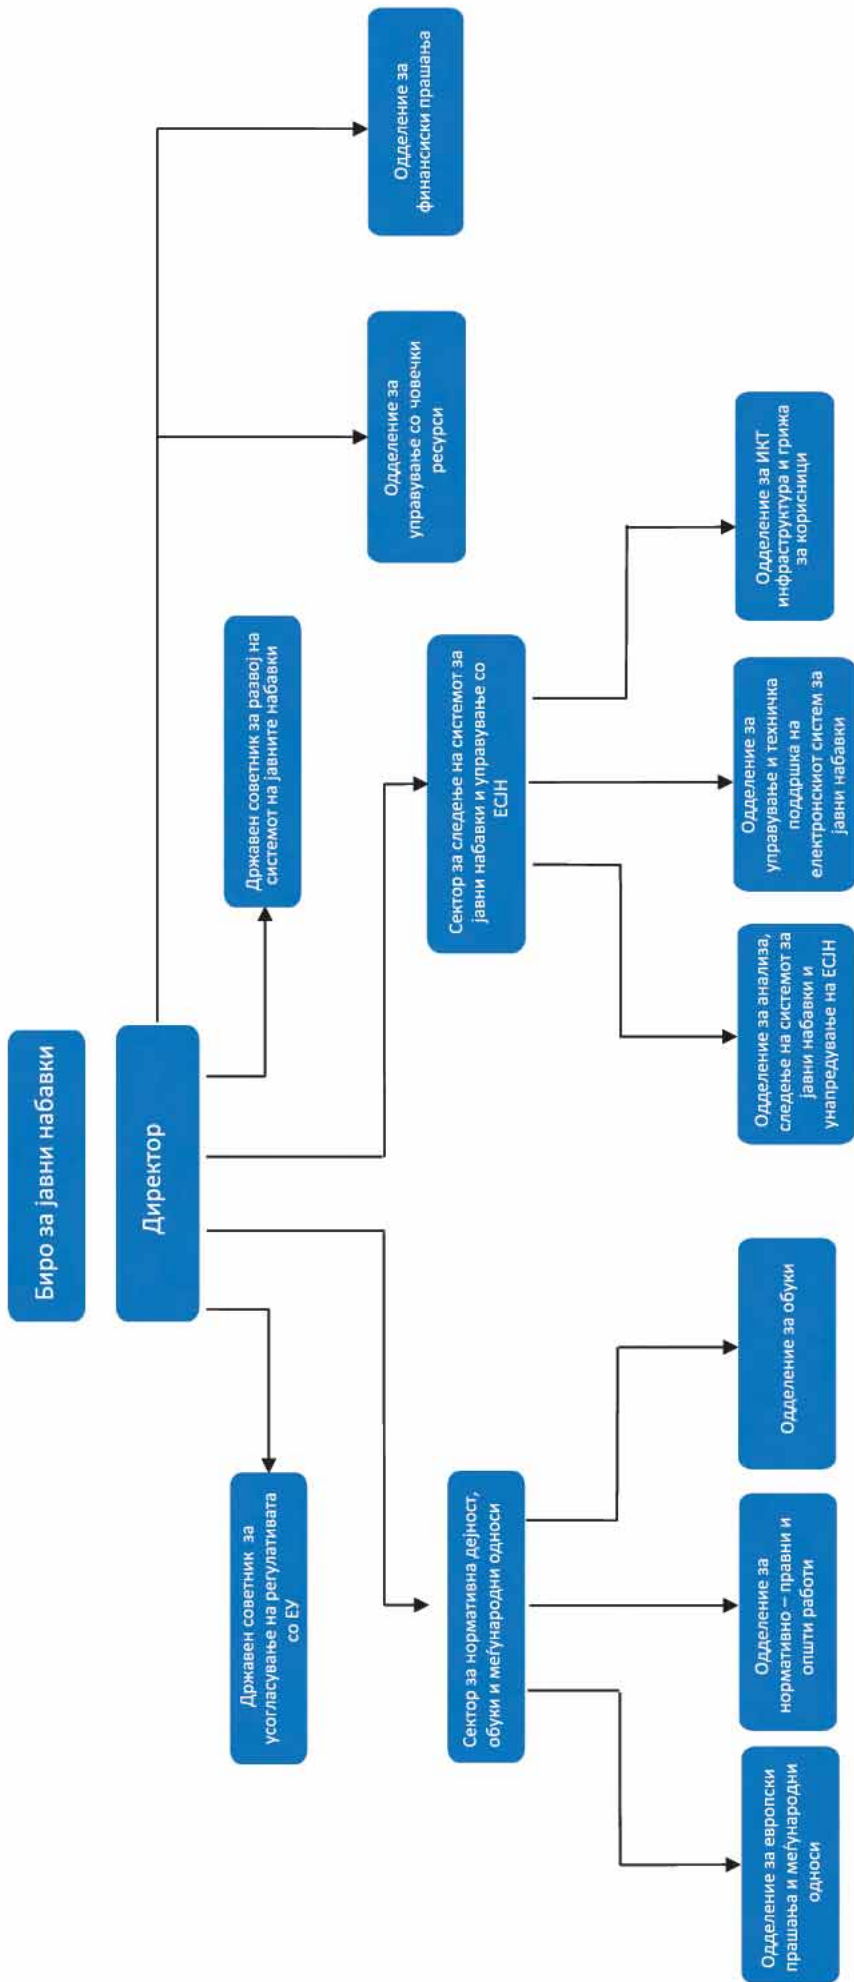 Биро за јавни набавки
Директор
Државен советник за
усогласување на регулативата
со ЕУ
Државен советник за развој на
системот на јавните набавки
Одделение за
управување со човечки
ресурси
Одделение за
финансиски прашања
Сектор за нормативна дејност,
обуки и меѓународни односи
Сектор за следење на системот за
јавни набавки и управување со
ЕСЈН
Одделение за европски
прашања и меѓународни
односи
Одделение за
нормативно – правни и
општи работи
Одделение за обуки
Одделение за анализа,
следење на системот за
јавни набавки и
унапредување на ЕСЈН
Одделение за
управување и техничка
поддршка на
електронскиот систем за
јавни набавки
Одделение за ИКТ
инфраструктура и грижа
за корисници